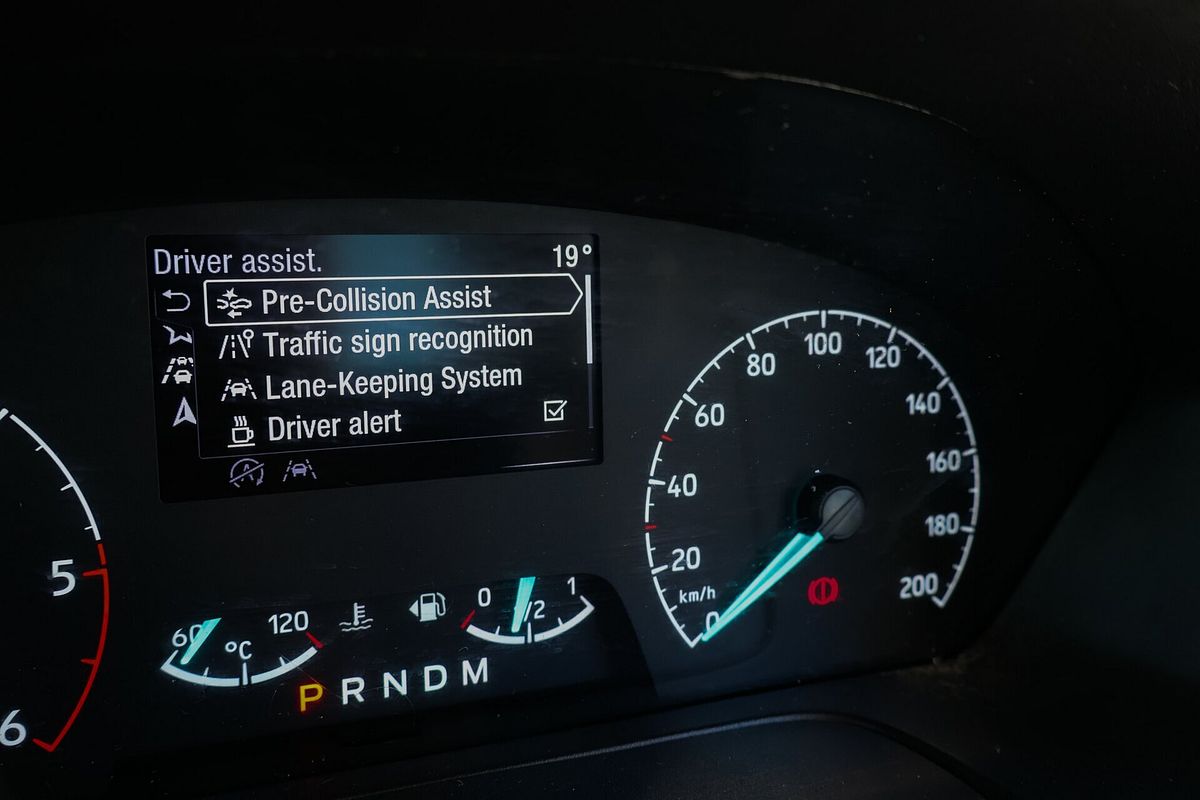 Driver assist. 19°
Pre-Collision Assist
Traffic sign recognition
Lane-Keeping System
Driver alert
5
6
60 °C 120
0 1/2 1
P R N D M
0 20 40 60 80 100 120 140 160 180 200
km/h